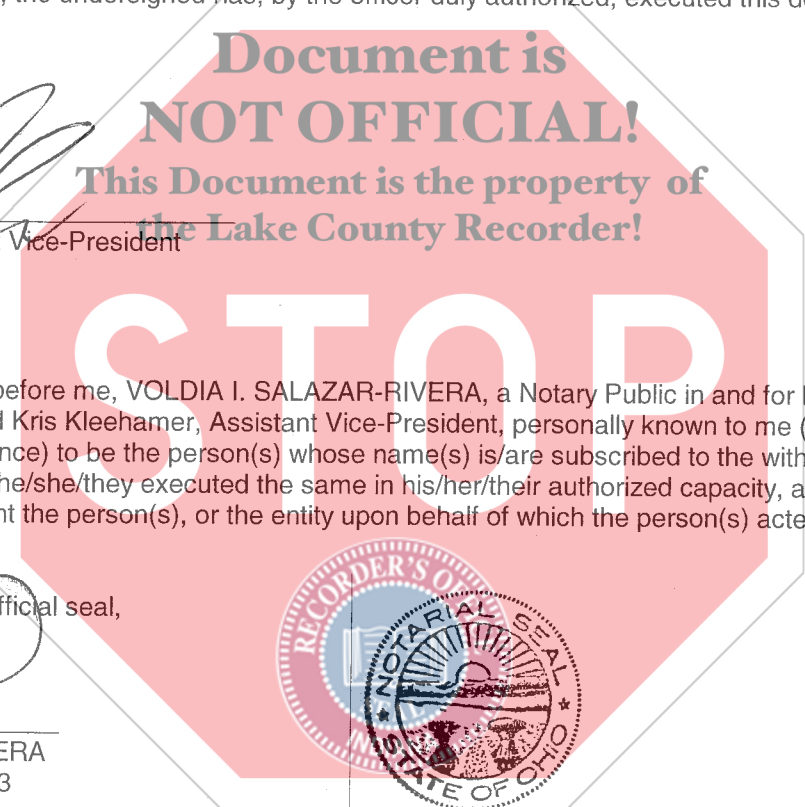 the undersigned has, by the officer duly authorized, executed this
Document is
NOT OFFICIAL!
This Document is the property of
the Lake County Recorder!
Vice-President
STOP
before me, VOLDIA I. SALAZAR-RIVERA, a Notary Public in and for
Kris Kleehamer, Assistant Vice-President, personally known to me (
nce) to be the person(s) whose name(s) is/are subscribed to the with
he/she/they executed the same in his/her/their authorized capacity, a
nt the person(s), or the entity upon behalf of which the person(s) acte
fficial seal,
RECORDER'S OF
SEAL
NOTARIAL SEAL
STATE OF OHIO
ERA
3